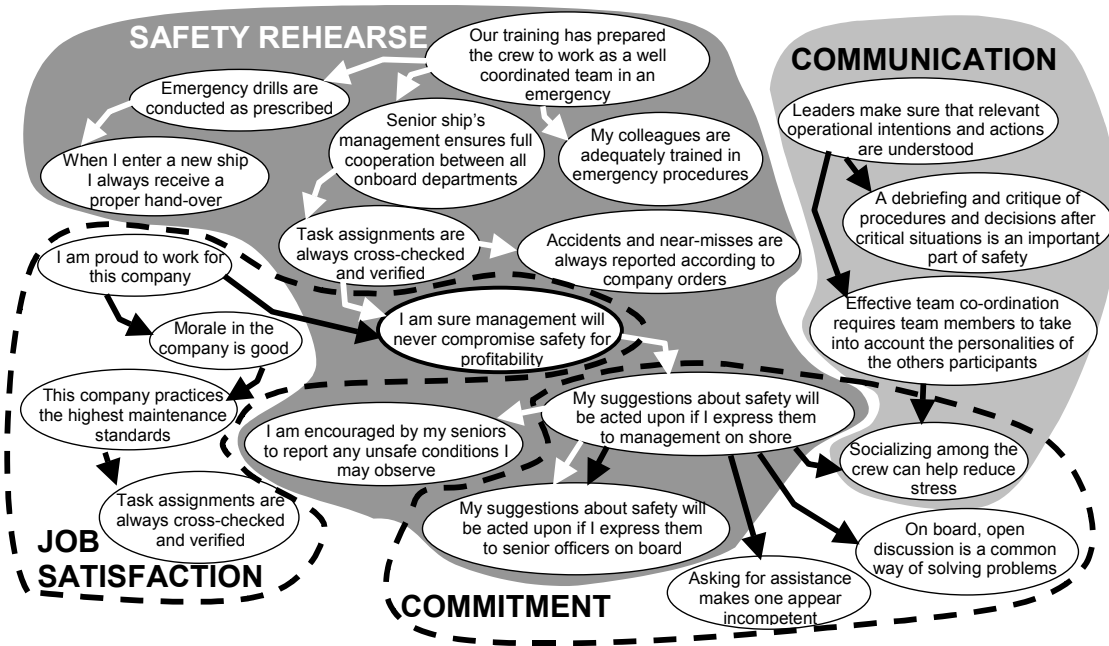 SAFETY REHEARSE
Our training has prepared
the crew to work as a well
coordinated team in an
emergency
Emergency drills are
conducted as prescribed
When I enter a new ship
I always receive a
proper hand-over
Senior ship's
management ensures full
cooperation between all
onboard departments
My colleagues are
adequately trained in
emergency procedures
Task assignments are
always cross-checked
and verified
Accidents and near-misses are
always reported according to
company orders
COMMUNICATION
Leaders make sure that relevant
operational intentions and actions
are understood
A debriefing and critique of
procedures and decisions after
critical situations is an important
part of safety
Effective team co-ordination
requires team members to take
into account the personalities of
the others participants
Socializing among the
crew can help reduce
stress
I am proud to work for
this company
Morale in the
company is good
This company practices
the highest maintenance
standards
Task assignments are
always cross-checked
and verified
JOB
SATISFACTION
I am sure management will
never compromise safety for
profitability
My suggestions about safety will
be acted upon if I express them
to management on shore
I am encouraged by my seniors
to report any unsafe conditions I
may observe
My suggestions about safety will
be acted upon if I express them
to senior officers on board
On board, open
discussion is a common
way of solving problems
Asking for assistance
makes one appear
incompetent
COMMITMENT